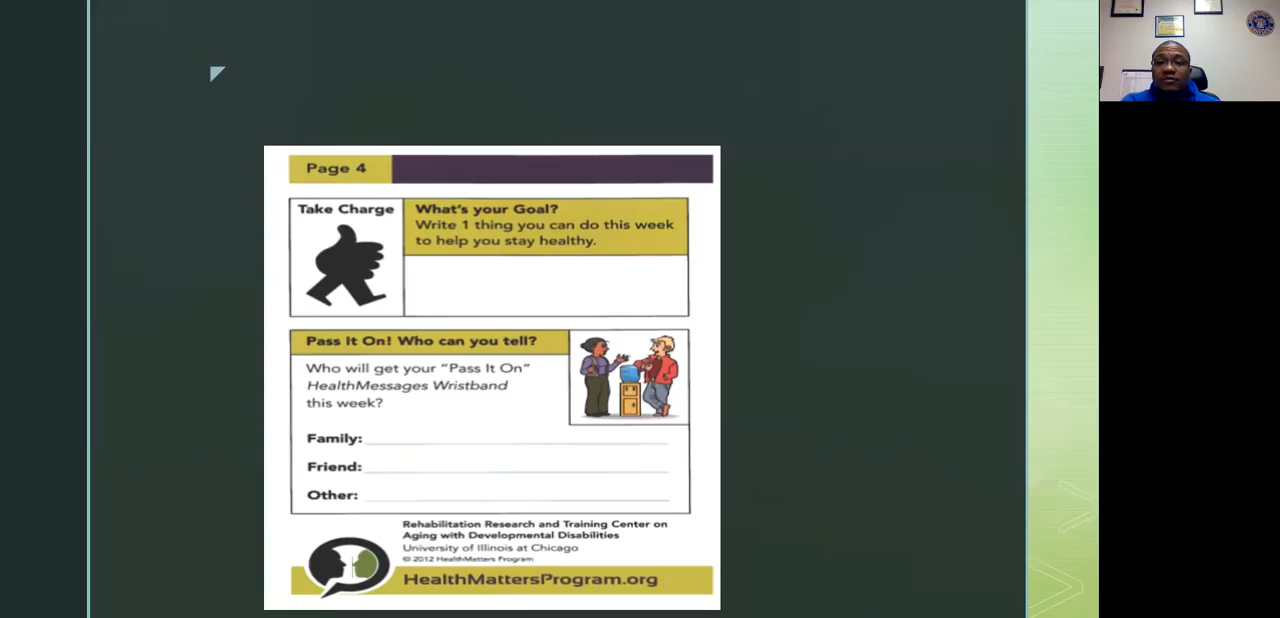 Page 4
Take Charge
What's your Goal?
Write 1 thing you can do this week
to help you stay healthy.
Pass It On! Who can you tell?
Who will get your "Pass It On"
HealthMessages Wristband
this week?
Family:
Friend:
Other:
Rehabilitation Research and Training Center on
Aging with Developmental Disabilities
University of Illinois at Chicago
© 2012 HealthMatters Program
HealthMattersProgram.org